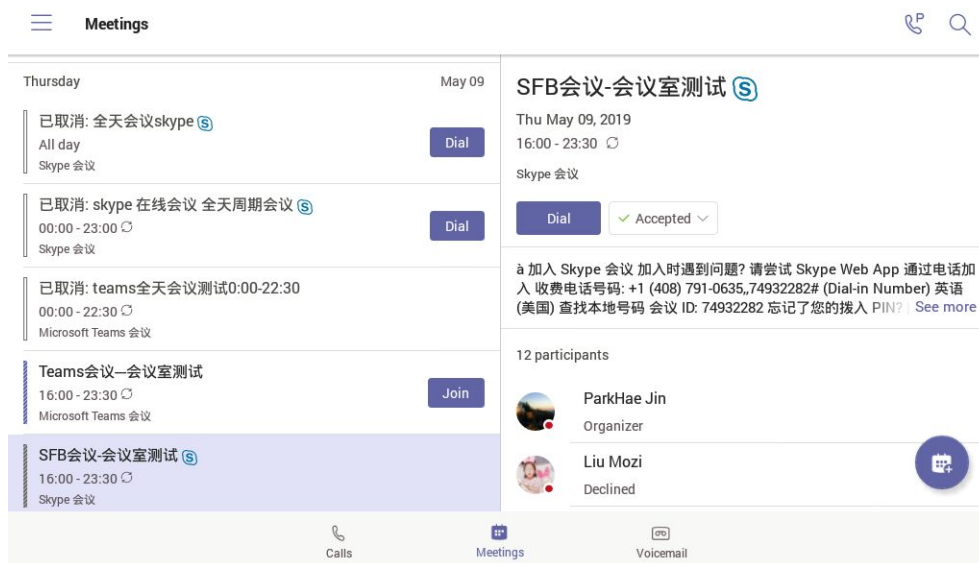 Meetings
P
Thursday
May 09
已取消: 全天会议skype
All day
Skype 会议
Dial
已取消: skype 在线会议 全天周期会议
00:00 - 23:00
Skype 会议
Dial
已取消: teams全天会议测试0:00-22:30
00:00 - 22:30
Microsoft Teams 会议
Teams会议—会议室测试
16:00 - 23:30
Microsoft Teams 会议
Join
SFB会议-会议室测试
16:00 - 23:30
Skype 会议
SFB会议-会议室测试
Thu May 09, 2019
16:00 - 23:30
Skype 会议
Dial
Accepted
à 加入 Skype 会议 加入时遇到问题? 请尝试 Skype Web App 通过电话加
入 收费电话号码: +1 (408) 791-0635,,74932282# (Dial-in Number) 英语
(美国) 查找本地号码 会议 ID: 74932282 忘记了您的拨入 PIN? See more
12 participants
ParkHae Jin
Organizer
Liu Mozi
Declined
Calls
Meetings
Voicemail